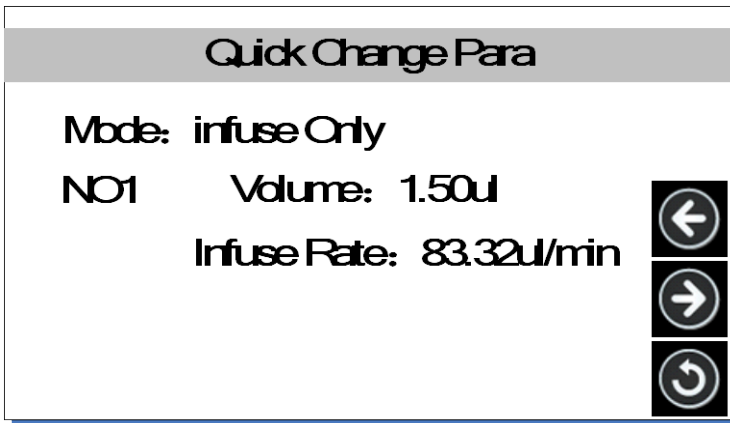 Quick Change Para
Mode：infuse Only
NO1 Volume：1.50ul
Infuse Rate：83.32ul/min